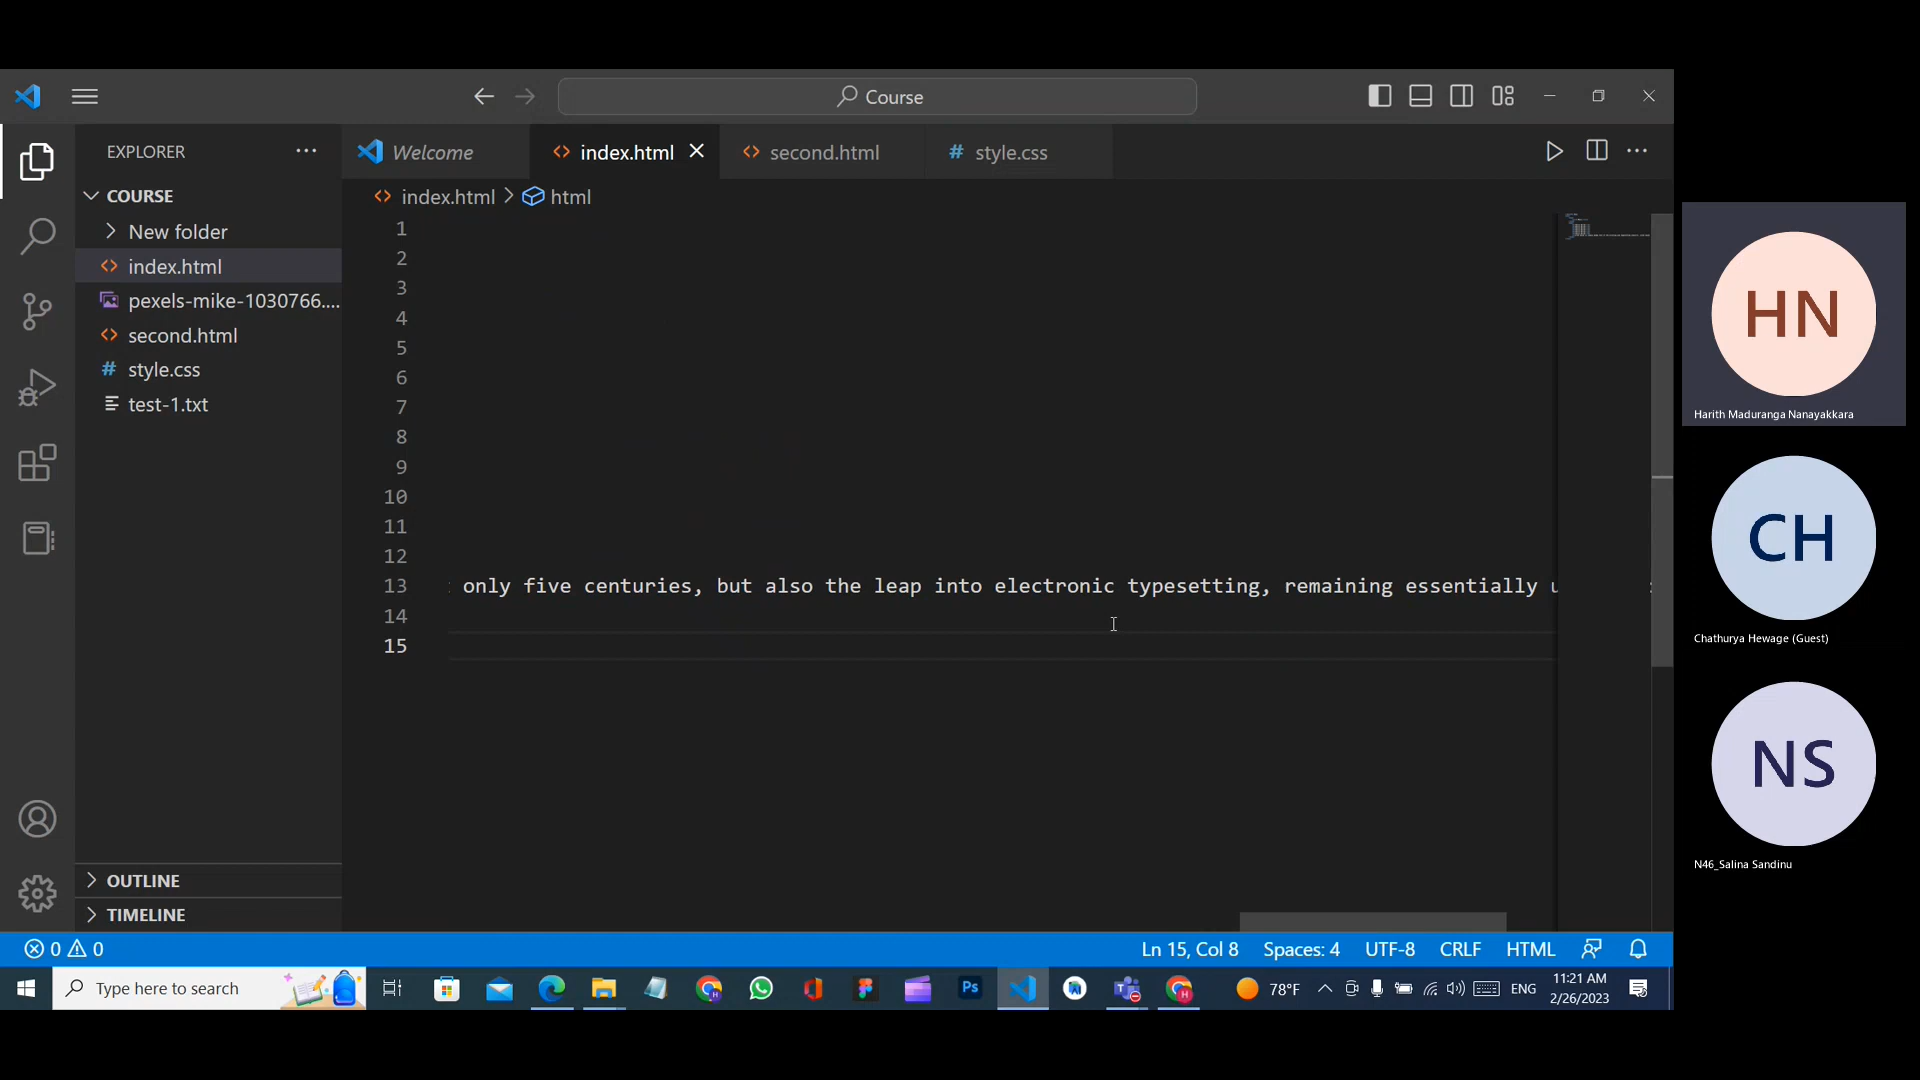 Course
EXPLORER
Welcome
index.html
second.html
# style.css
index.html > html
COURSE
New folder
index.html
pexels-mike-1030766....
second.html
# style.css
test-1.txt
OUTLINE
TIMELINE
1
2
3
4
5
6
7
8
9
10
11
12
13 only five centuries, but also the leap into electronic typesetting, remaining essentially
14
15
0 0
Ln 15, Col 8
Spaces: 4
UTF-8
CRLF
HTML
Type here to search
Ps
78°F
ENG
11:21 AM
2/26/2023
HN
Harith Maduranga Nanayakkara
CH
Chathurya Hewage (Guest)
NS
N46_Salina Sandinu